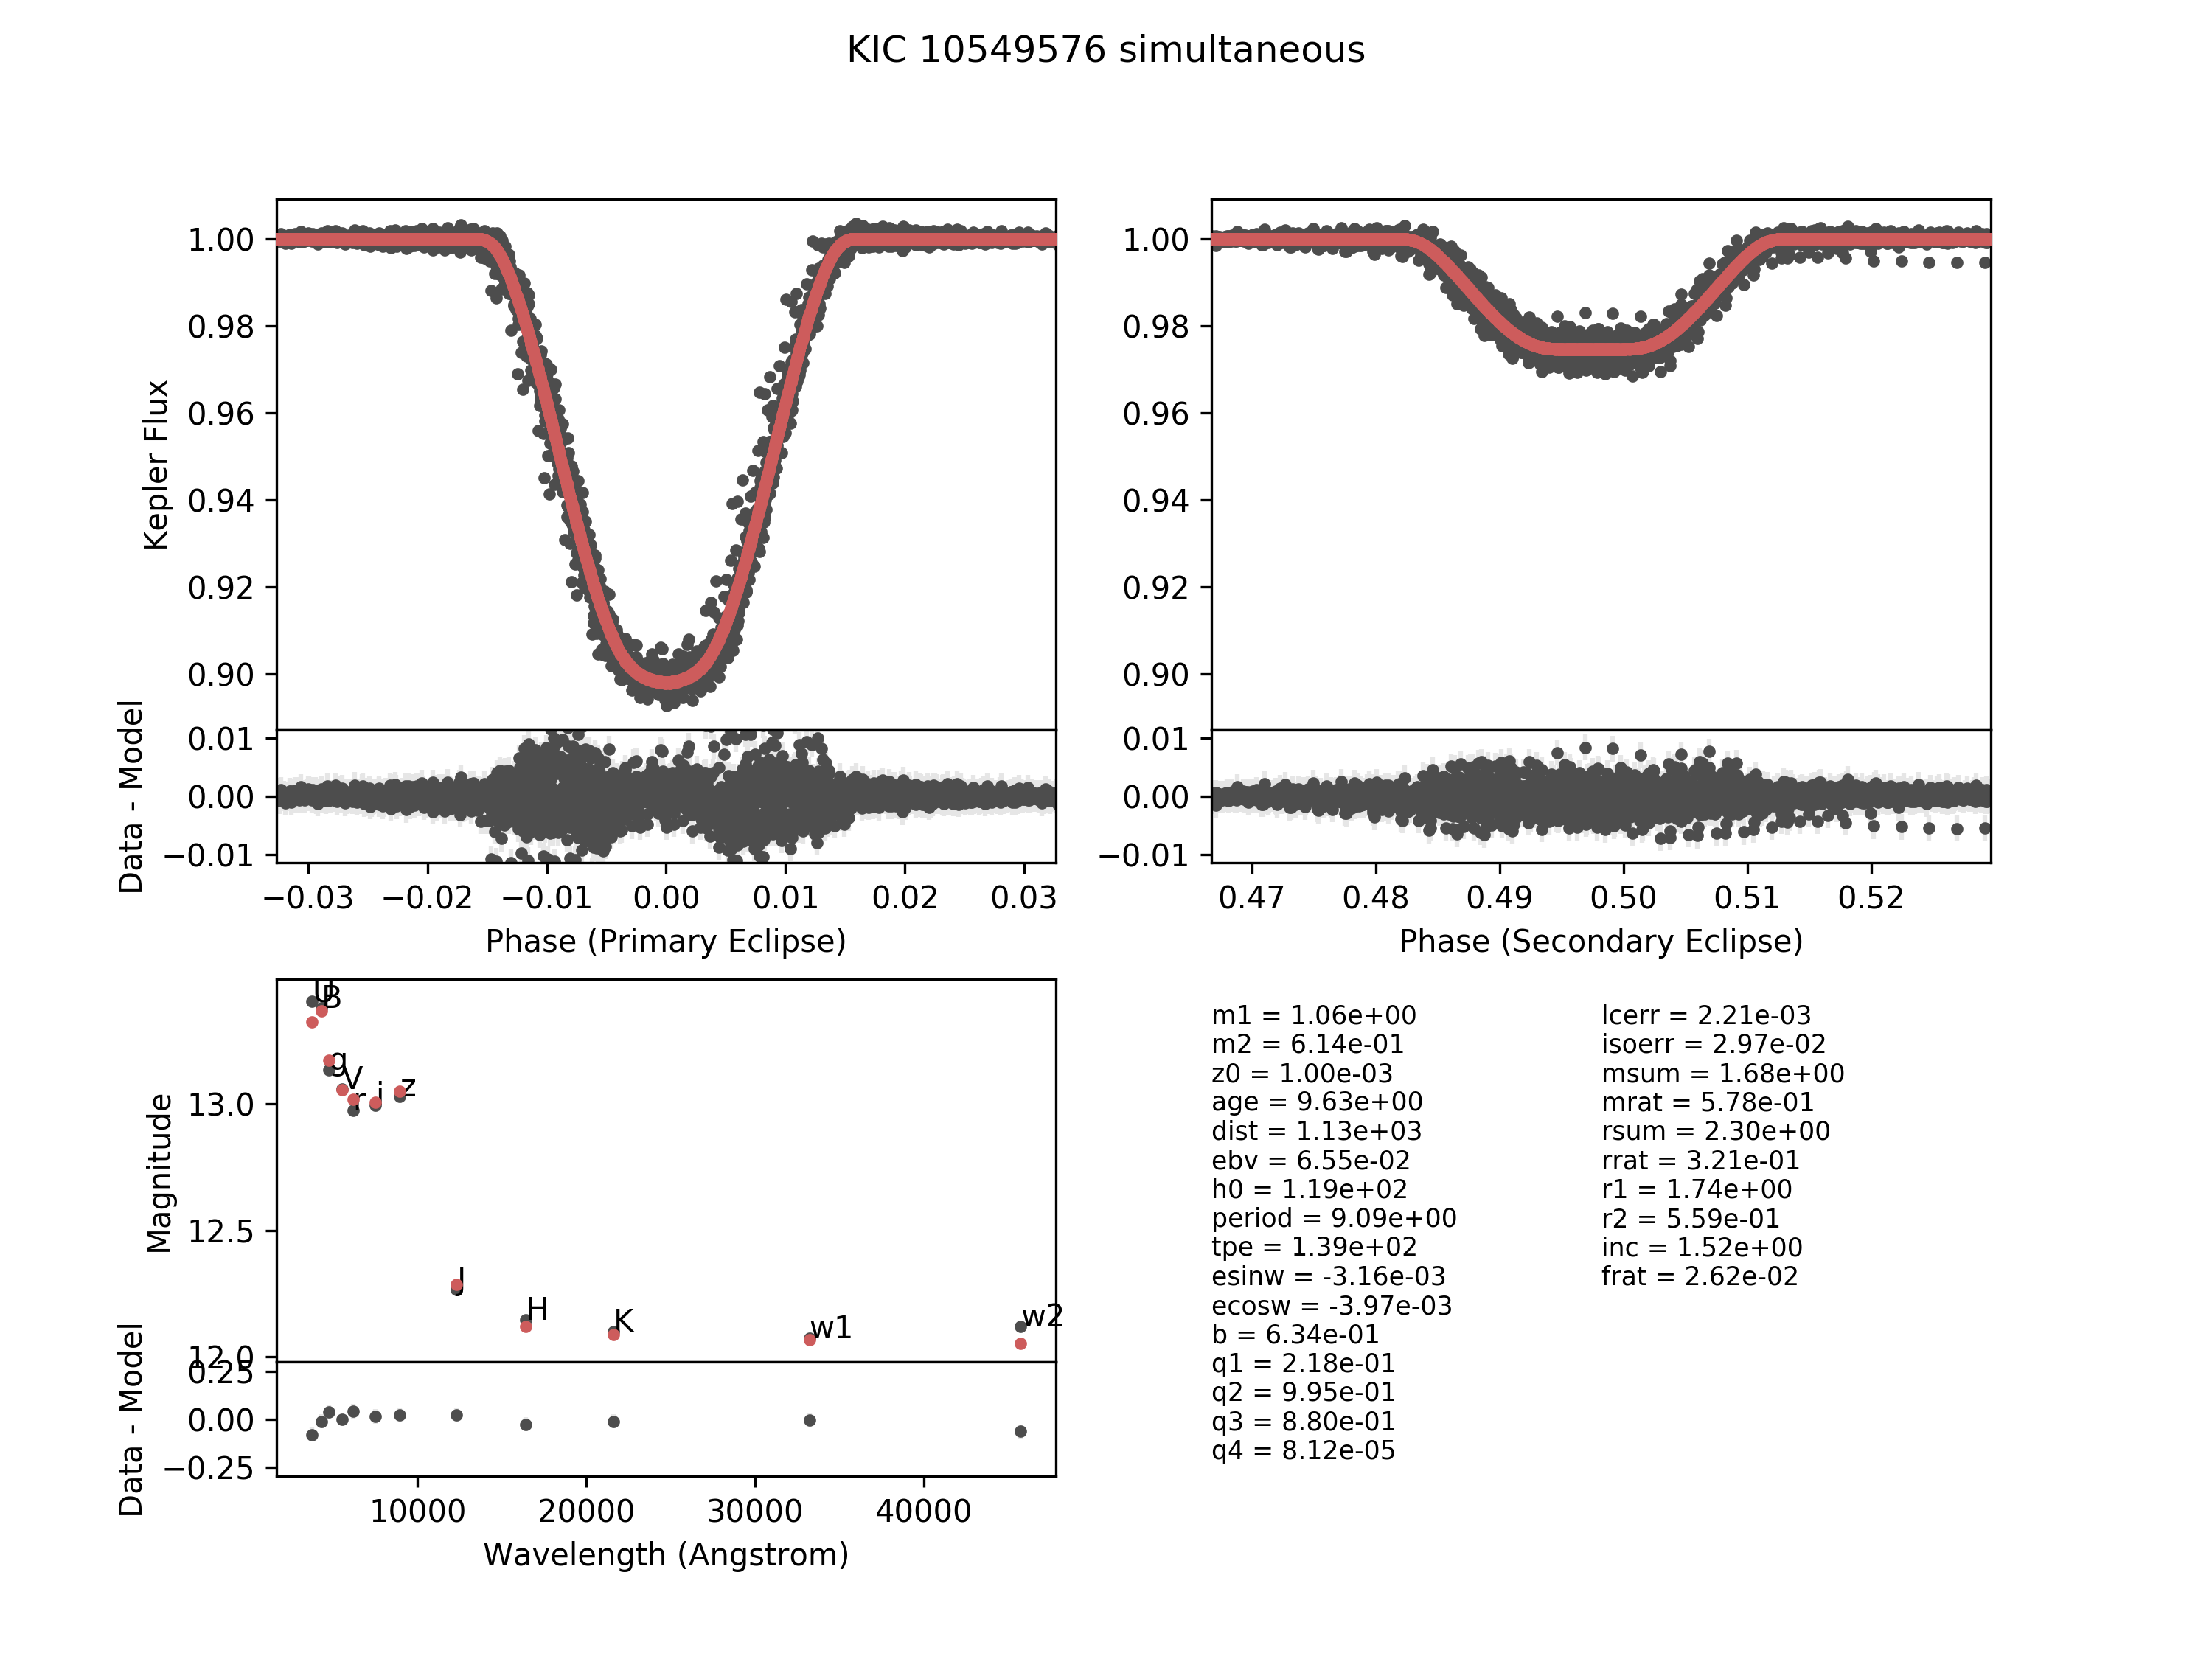 KIC 10549576 simultaneous
Kepler Flux
1.00
0.98
0.96
0.94
0.92
0.90
1.00
0.98
0.96
0.94
0.92
0.90
Data - Model
0.01
0.00
−0.01
0.01
0.00
−0.01
−0.03 −0.02 −0.01 0.00 0.01 0.02 0.03
Phase (Primary Eclipse)
0.47 0.48 0.49 0.50 0.51 0.52
Phase (Secondary Eclipse)
Magnitude
13.0
12.5
12.0
U
B
g
V
r
i
z
J
H
K
w1
w2
Data - Model
0.25
0.00
−0.25
10000 20000 30000 40000
Wavelength (Angstrom)
m1 = 1.06e+00
m2 = 6.14e-01
z0 = 1.00e-03
age = 9.63e+00
dist = 1.13e+03
ebv = 6.55e-02
h0 = 1.19e+02
period = 9.09e+00
tpe = 1.39e+02
esinw = -3.16e-03
ecosw = -3.97e-03
b = 6.34e-01
q1 = 2.18e-01
q2 = 9.95e-01
q3 = 8.80e-01
q4 = 8.12e-05
lcerr = 2.21e-03
isoerr = 2.97e-02
msum = 1.68e+00
mrat = 5.78e-01
rsum = 2.30e+00
rrat = 3.21e-01
r1 = 1.74e+00
r2 = 5.59e-01
inc = 1.52e+00
frat = 2.62e-02